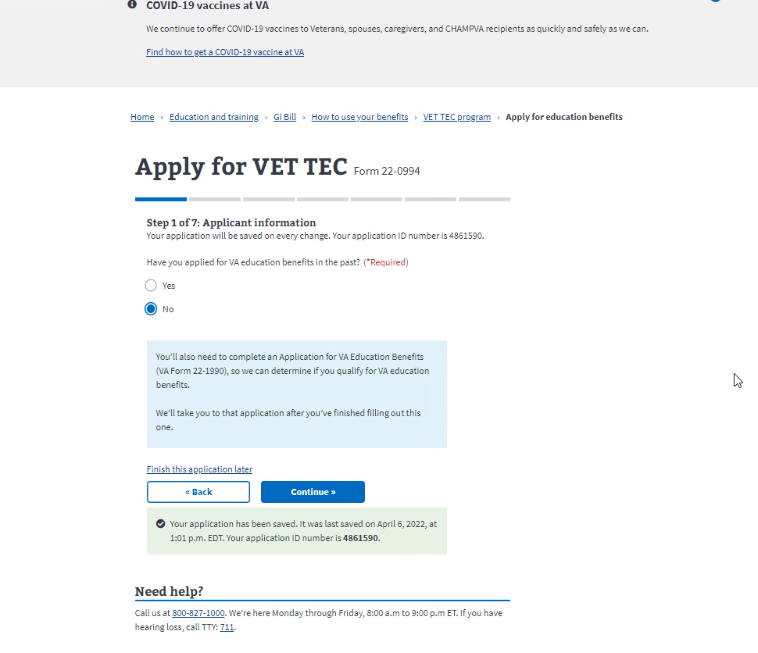 COVID-19 vaccines at VA
We continue to offer COVID-19 vaccines to Veterans, spouses, caregivers, and CHAMPVA recipients as quickly and safely as we can.
Find how to get a COVID-19 vaccine at VA
Home › Education and training › GI Bill › How to use your benefits › VET TEC program › Apply for education benefits
Apply for VET TEC Form 22-0994
Step 1 of 7: Applicant information
Your application will be saved on every change. Your application ID number is 4861590.
Have you applied for VA education benefits in the past? (*Required)
Yes
No
You'll also need to complete an Application for VA Education Benefits
(VA Form 22-1990), so we can determine if you qualify for VA education
benefits.
We'll take you to that application after you've finished filling out this
one.
Finish this application later
« Back
Continue »
Your application has been saved. It was last saved on April 6, 2022, at
1:01 p.m. EDT. Your application ID number is 4861590.
Need help?
Call us at 800-827-1000. We're here Monday through Friday, 8:00 a.m to 9:00 p.m ET. If you have
hearing loss, call TTY: 711.